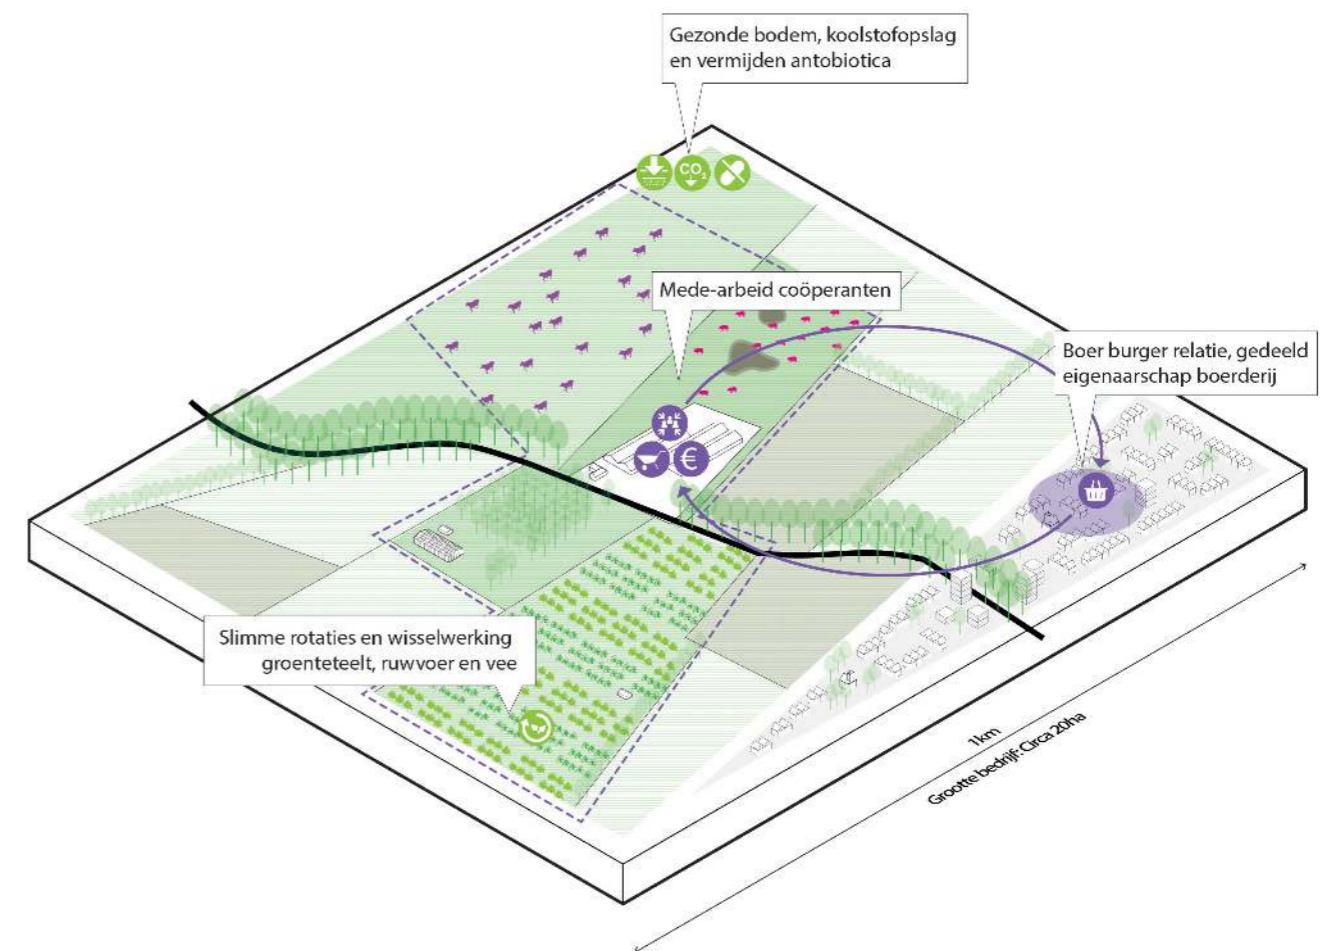 Gezonde bodem, koolstofopslag
en vermijden antobiotica
CO₂
Mede-arbeid coöperanten
Boer burger relatie, gedeeld
eigenaarschap boerderij
€
Slimme rotaties en wisselwerking
groenteteelt, ruwvoer en vee
1km
Grootte bedrijf: Circa 20ha